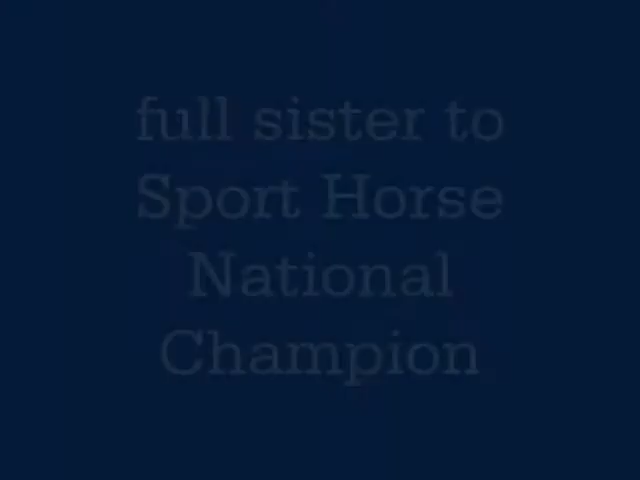 full sister to
Sport Horse
National
Champion